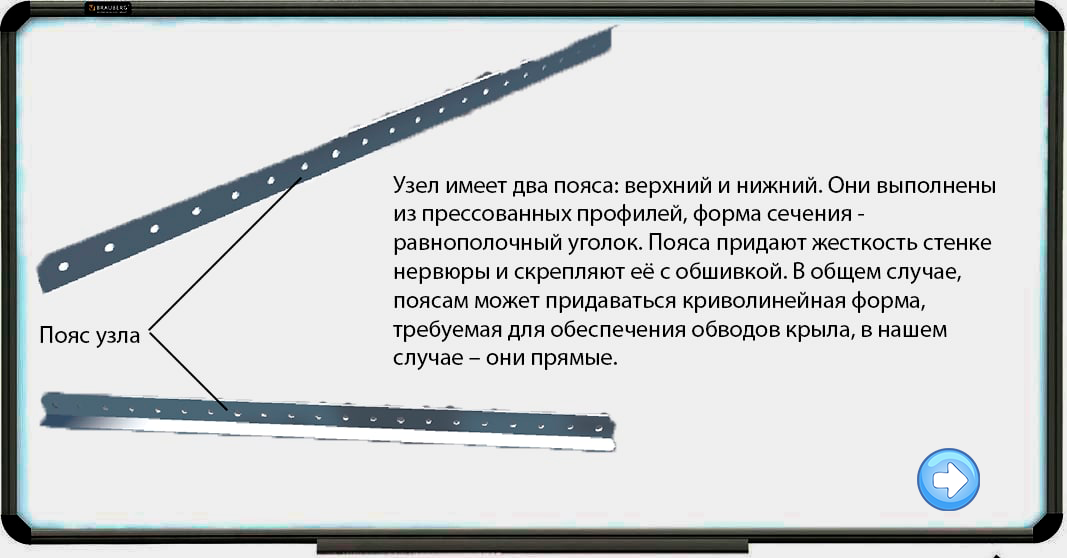 BRAUBERG
Узел имеет два пояса: верхний и нижний. Они выполнены
из прессованных профилей, форма сечения -
равнополочный уголок. Пояса придают жесткость стенке
нервюры и скрепляют её с обшивкой. В общем случае,
поясам может придаваться криволинейная форма,
требуемая для обеспечения обводов крыла, в нашем
случае – они прямые.
Пояс узла